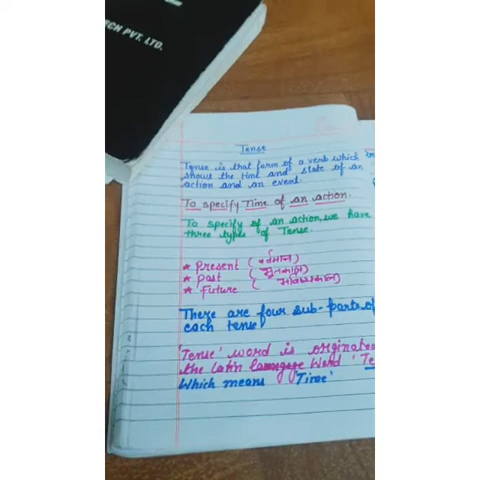 RCH PVT. LTD.
Tense
Tense is that form of a verb which
shows the time and state of an
action and an event.
To specify Time of an action.
To specify of an action, we have
three types of Tense.
* Present (वर्तमान)
* Past (भूतकाल)
* Future (भविष्यकाल)
There are four sub-parts of
each tense
'Tense' word is orginated
the Latin language Word 'Te
Which means 'Time'